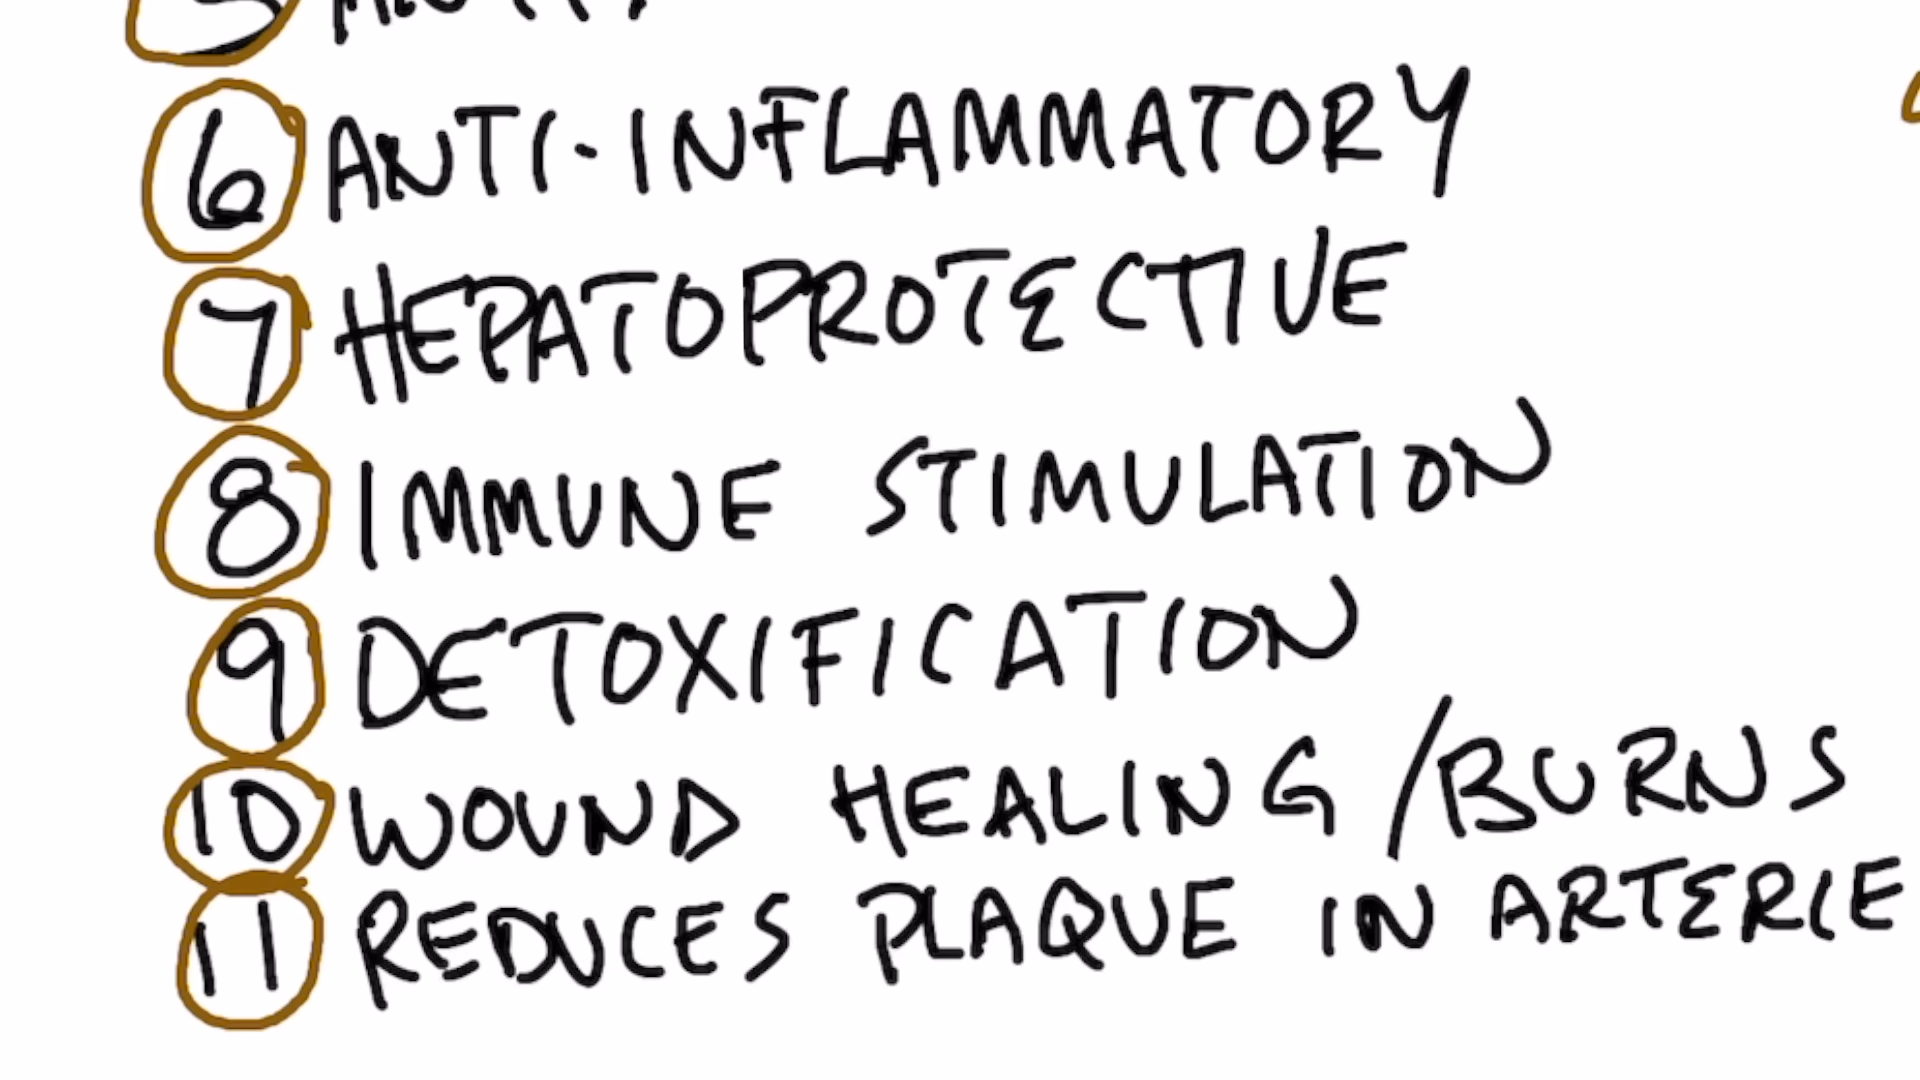 5
6 ANTI-INFLAMMATORY
7 HEPATOPROTECTIVE
8 IMMUNE STIMULATION
9 DETOXIFICATION
10 WOUND HEALING/BURNS
11 REDUCES PLAQUE IN ARTERIE